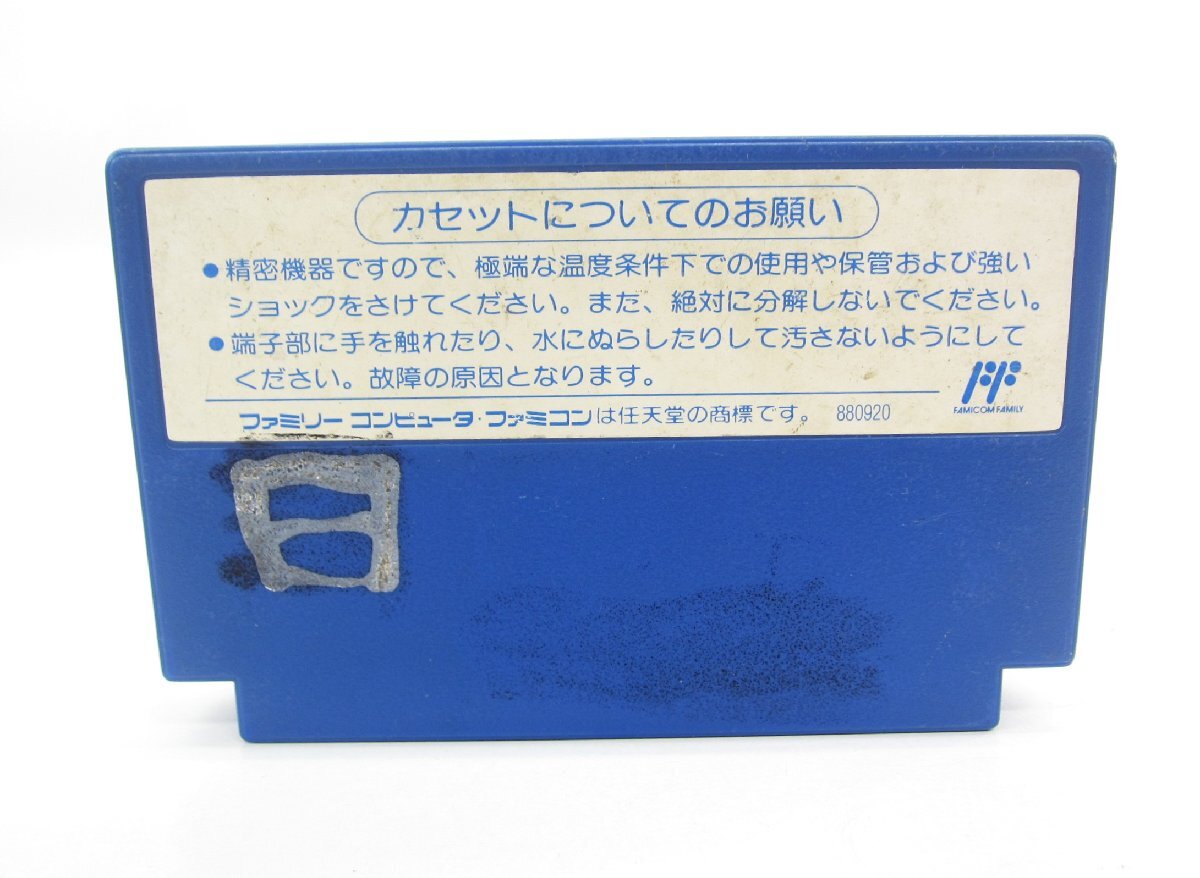 カセットについてのお願い
●精密機器ですので、極端な温度条件下での使用や保管および強い
ショックをさけてください。また、絶対に分解しないでください。
●端子部に手を触れたり、水にぬらしたりして汚さないようにして
ください。故障の原因となります。
FAMICOM FAMILY
ファミリーコンピュータ・ファミコンは任天堂の商標です。 880920